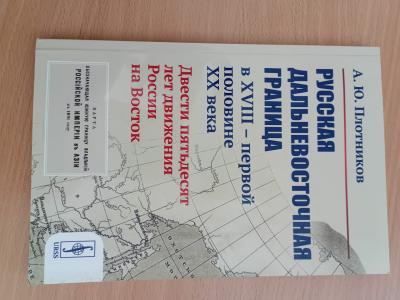 А. Ю. Плотников
РУССКАЯ
ДАЛЬНЕВОСТОЧНАЯ
ГРАНИЦА
в XVIII – первой
половине
XX века
Двести пятьдесят
лет движения
России
на Восток
КАРТА
РОССІЙСКОЙ ИМПЕРІИ въ АЗІИ
URSS